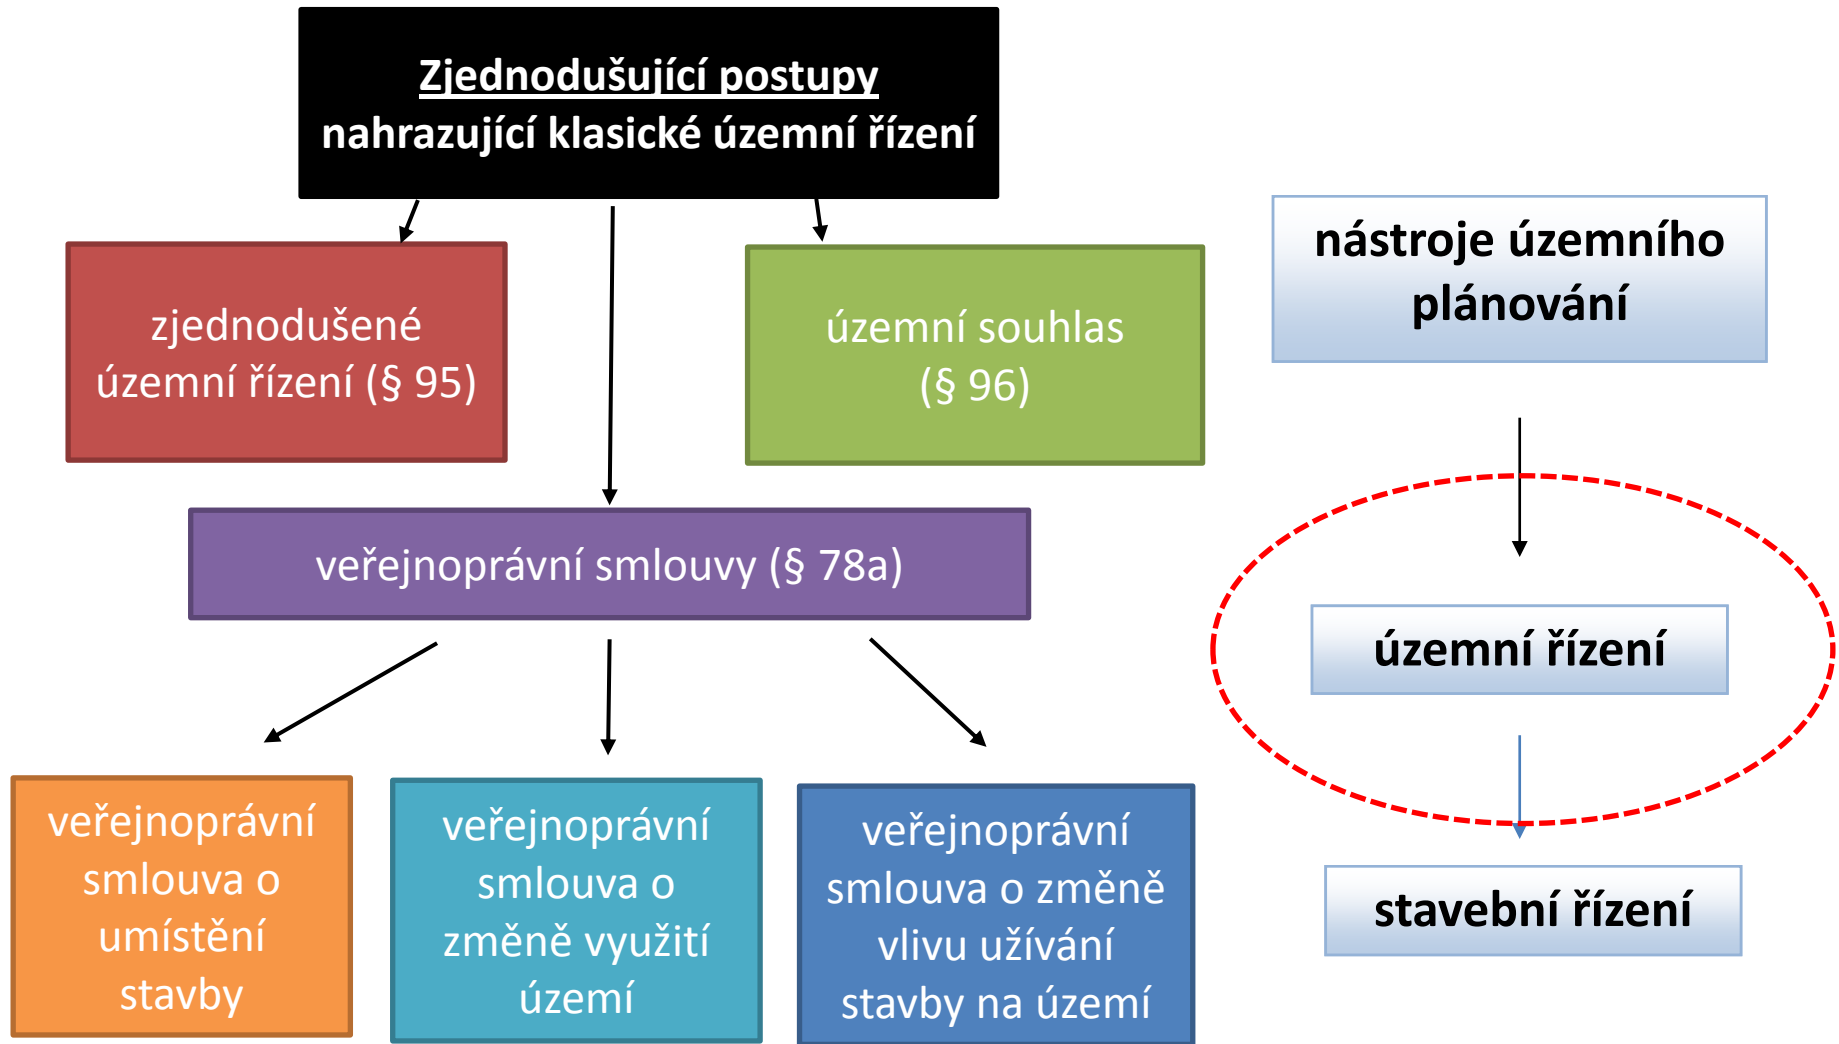 Zjednodušující postupy
nahrazující klasické územní řízení
zjednodušené
územní řízení (§ 95)
územní souhlas
(§ 96)
veřejnoprávní smlouvy (§ 78a)
veřejnoprávní
smlouva o
umístění
stavby
veřejnoprávní
smlouva o
změně využití
území
veřejnoprávní
smlouva o změně
vlivu užívání
stavby na území
nástroje územního
plánování
územní řízení
stavební řízení